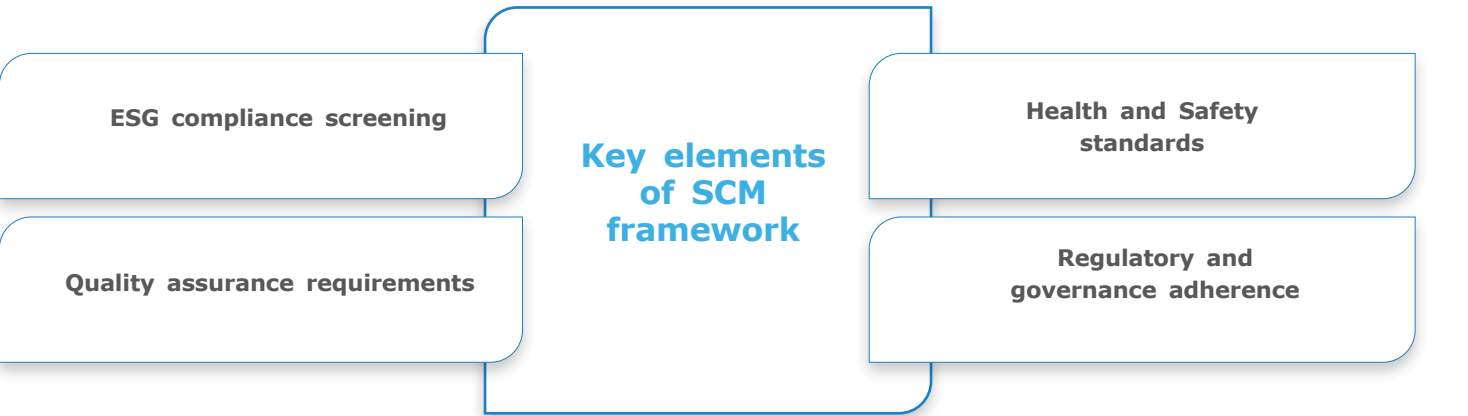 ESG compliance screening
Quality assurance requirements
Key elements
of SCM
framework
Health and Safety
standards
Regulatory and
governance adherence